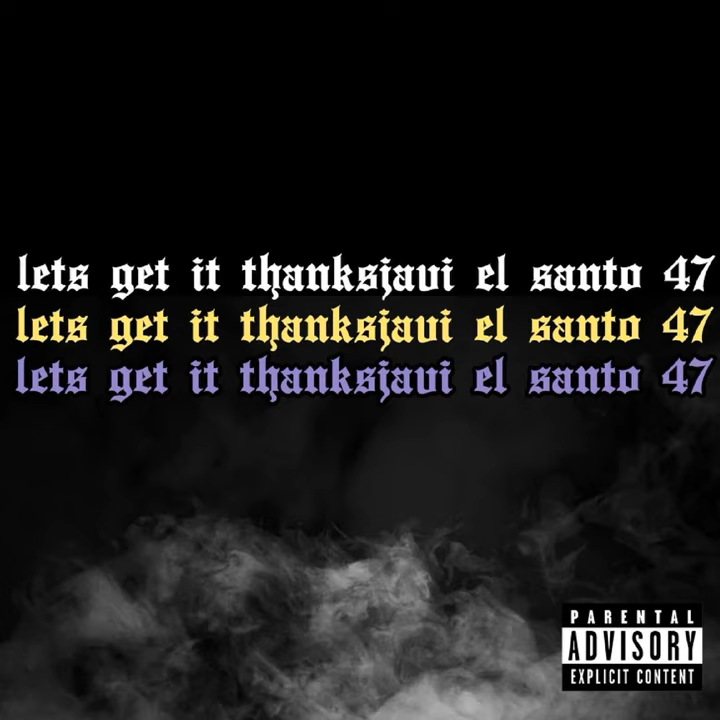 lets get it thanksjavi el santo 47
lets get it thanksjavi el santo 47
lets get it thanksjavi el santo 47
PARENTAL
ADVISORY
EXPLICIT CONTENT